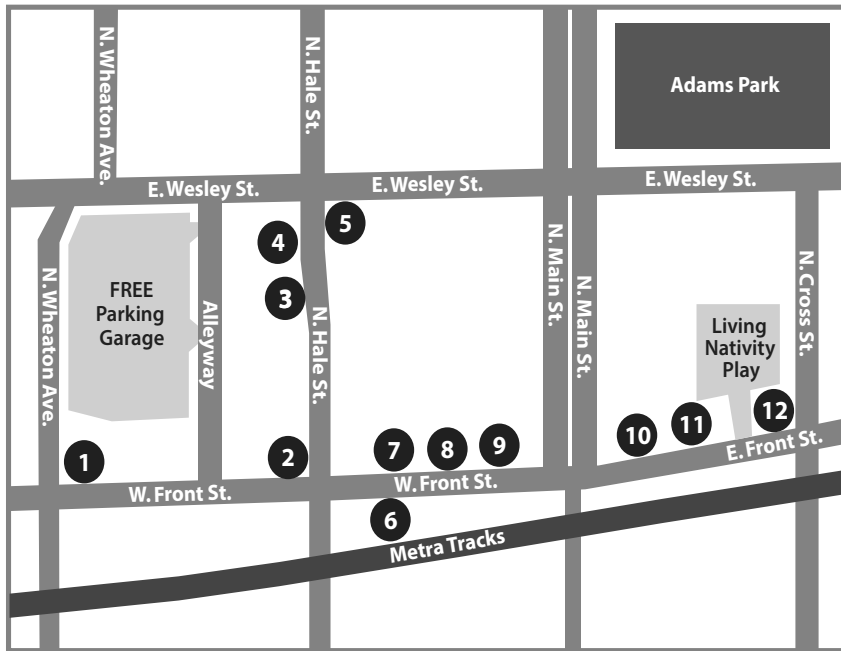 N. Wheaton Ave.
N. Hale St.
Adams Park
E. Wesley St.
E. Wesley St.
E. Wesley St.
5
4
3
FREE
Parking
Garage
Alleyway
N. Wheaton Ave.
N. Hale St.
N. Main St.
N. Main St.
N. Cross St.
Living
Nativity
Play
1
2
7
8
9
10
11
12
E. Front St.
W. Front St.
W. Front St.
6
Metra Tracks